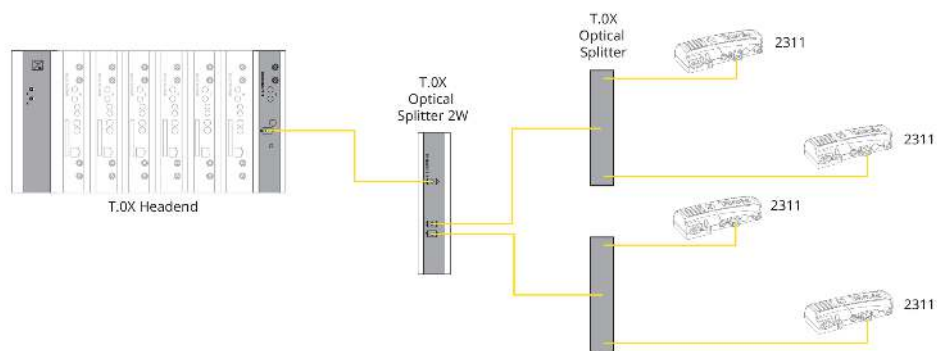 T.0X Headend
T.0X
Optical
Splitter 2W
T.0X
Optical
Splitter
2311
2311
2311
2311